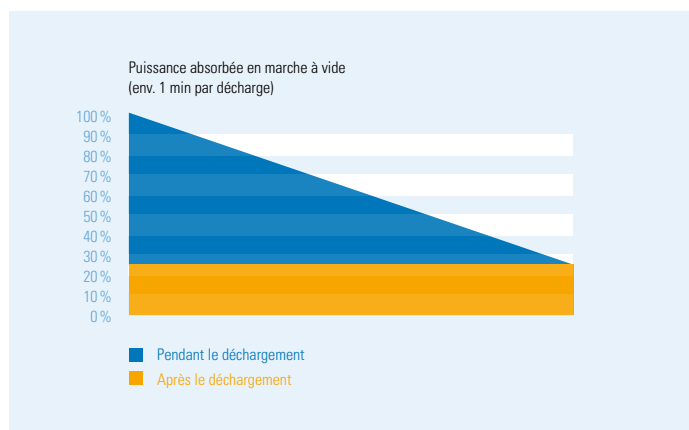 Puissance absorbée en marche à vide
(env. 1 min par décharge)
100 %
90 %
80 %
70 %
60 %
50 %
40 %
30 %
20 %
10 %
0 %
Pendant le déchargement
Après le déchargement